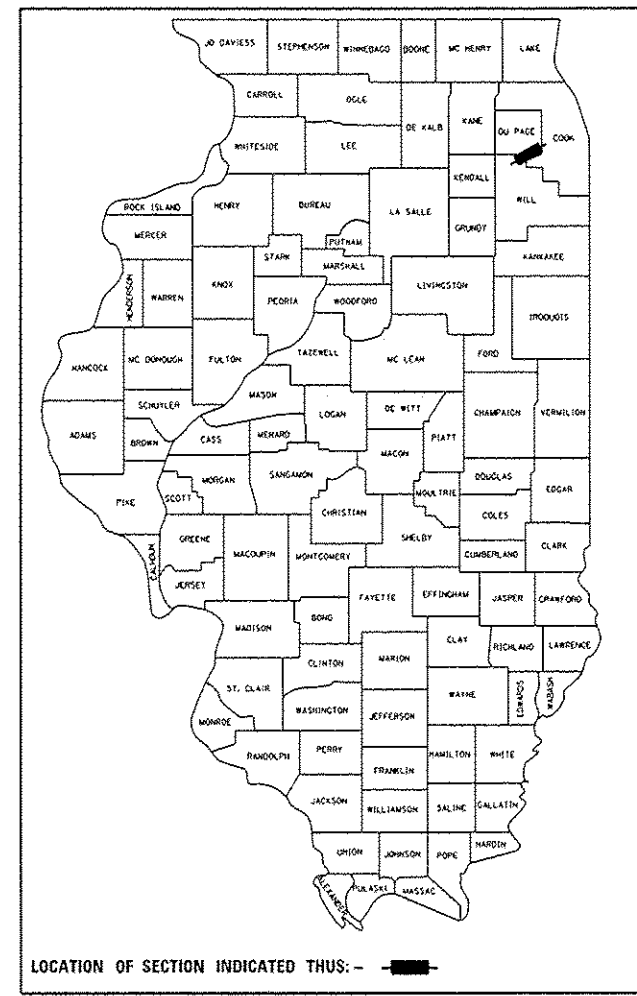 JO DAVIESS STEPHENSON WINNEBAGO BOONE MC HENRY LAKE
CARROLL OGLE
DE KALB KANE DU PAGE COOK
WHITESIDE LEE
KENDALL
ROCK ISLAND HENRY BUREAU LA SALLE GRUNDY WILL
MERCER
PUTNAM
STARK MARSHALL KANKAKEE
HENDERSON WARREN KNOX PEORIA WOODFORD LIVINGSTON IROQUOIS
HANCOCK MC DONOUGH FULTON TAZEWELL MC LEAN FORD
MASON
SCHUYLER LOGAN DE WITT CHAMPAIGN VERMILION
ADAMS BROWN CASS MENARD MACON PIATT
PIKE SCOTT MORGAN SANGAMON MOULTRIE DOUGLAS EDGAR
CHRISTIAN COLES
CALHOUN GREENE MACOUPIN MONTGOMERY SHELBY CUMBERLAND CLARK
JERSEY
FAYETTE EFFINGHAM JASPER CRAWFORD
MADISON BOND
CLAY RICHLAND LAWRENCE
CLINTON MARION
ST. CLAIR WAYNE EDWARDS WABASH
WASHINGTON JEFFERSON
MONROE
RANDOLPH PERRY HAMILTON WHITE
FRANKLIN
JACKSON WILLIAMSON SALINE GALLATIN
UNION JOHNSON POPE HARDIN
ALEXANDER PULASKI MASSAC
LOCATION OF SECTION INDICATED THUS: -